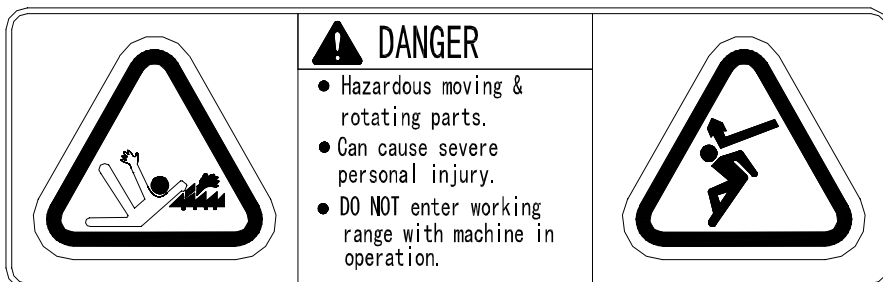 DANGER
● Hazardous moving &
rotating parts.
● Can cause severe
personal injury.
● DO NOT enter working
range with machine in
operation.